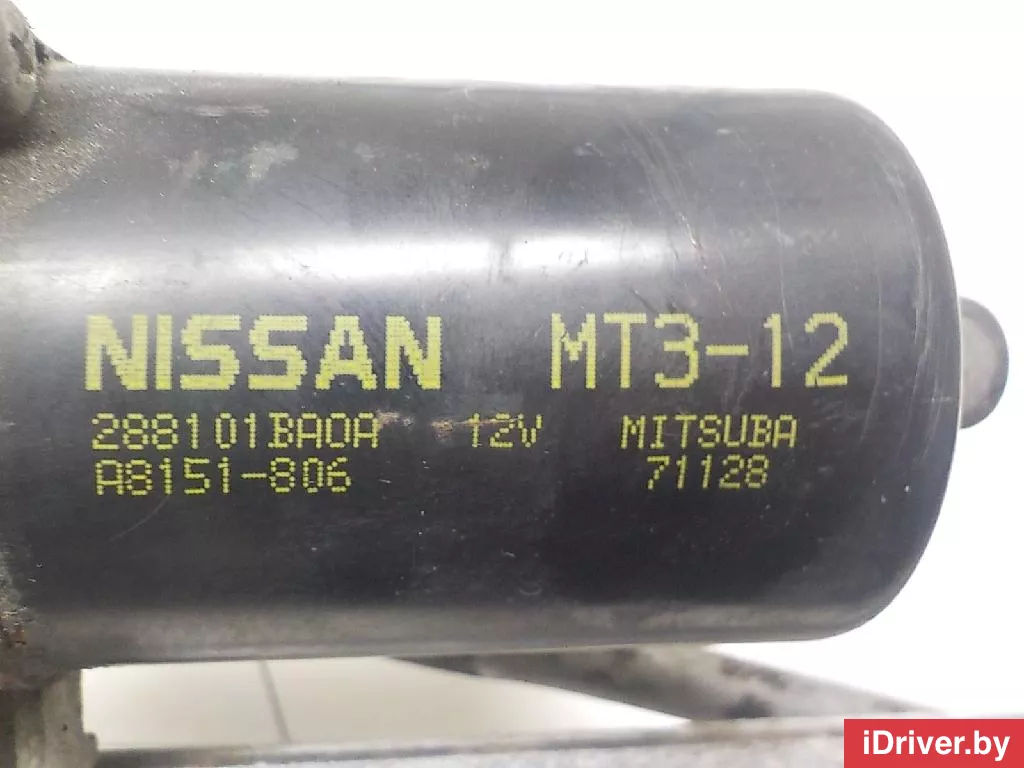 NISSAN MT3-12
288101BA0A 12V MITSUBA
A8151-806 71128
iDriver.by